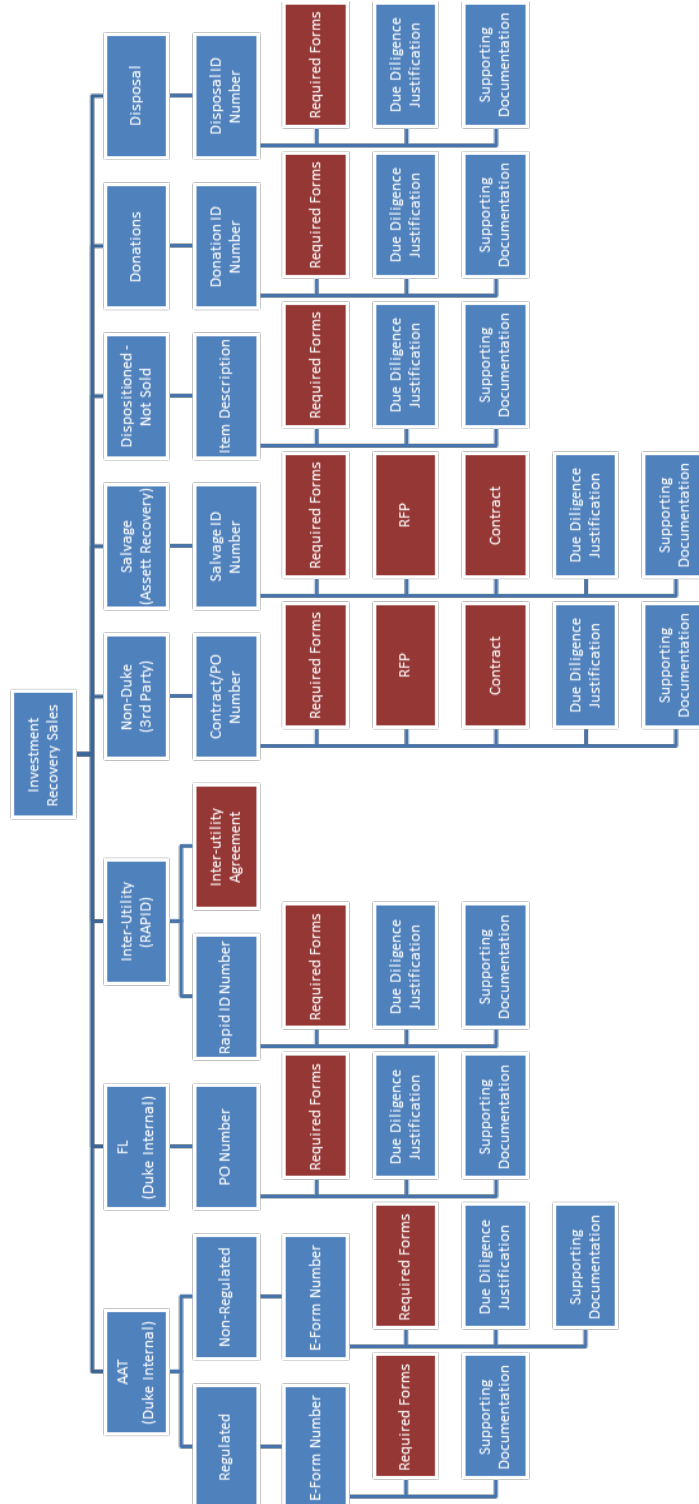 Investment
Recovery Sales
AAT
(Duke Internal)
FL
(Duke Internal)
Inter-Utility
(RAPID)
Non-Duke
(3rd Party)
Salvage
(Assett Recovery)
Dispositioned -
Not Sold
Donations
Disposal
Regulated
Non-Regulated
PO Number
Rapid ID Number
Inter-utility
Agreement
Contract/PO
Number
Salvage ID
Number
Item Description
Donation ID
Number
Disposal ID
Number
E-Form Number
E-Form Number
Required Forms
Required Forms
Required Forms
Required Forms
Required Forms
Required Forms
Required Forms
Required Forms
Required Forms
Due Diligence
Justification
Due Diligence
Justification
RFP
RFP
Due Diligence
Justification
Due Diligence
Justification
Due Diligence
Justification
Supporting
Documentation
Due Diligence
Justification
Supporting
Documentation
Supporting
Documentation
Contract
Contract
Supporting
Documentation
Supporting
Documentation
Supporting
Documentation
Supporting
Documentation
Due Diligence
Justification
Due Diligence
Justification
Supporting
Documentation
Supporting
Documentation